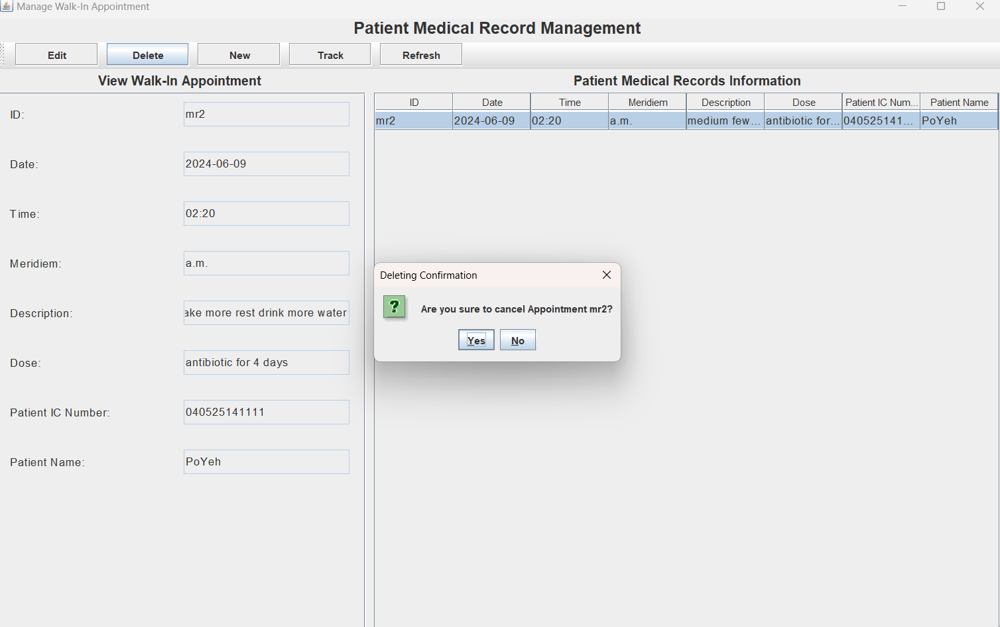 Manage Walk-In Appointment
Patient Medical Record Management
Edit Delete New Track Refresh
View Walk-In Appointment
ID: mr2
Date: 2024-06-09
Time: 02:20
Meridiem: a.m.
Description: ake more rest drink more water
Dose: antibiotic for 4 days
Patient IC Number: 040525141111
Patient Name: PoYeh
Patient Medical Records Information
ID Date Time Meridiem Description Dose Patient IC Num... Patient Name
mr2 2024-06-09 02:20 a.m. medium few... antibiotic for...040525141... PoYeh
Deleting Confirmation
Are you sure to cancel Appointment mr2?
Yes No